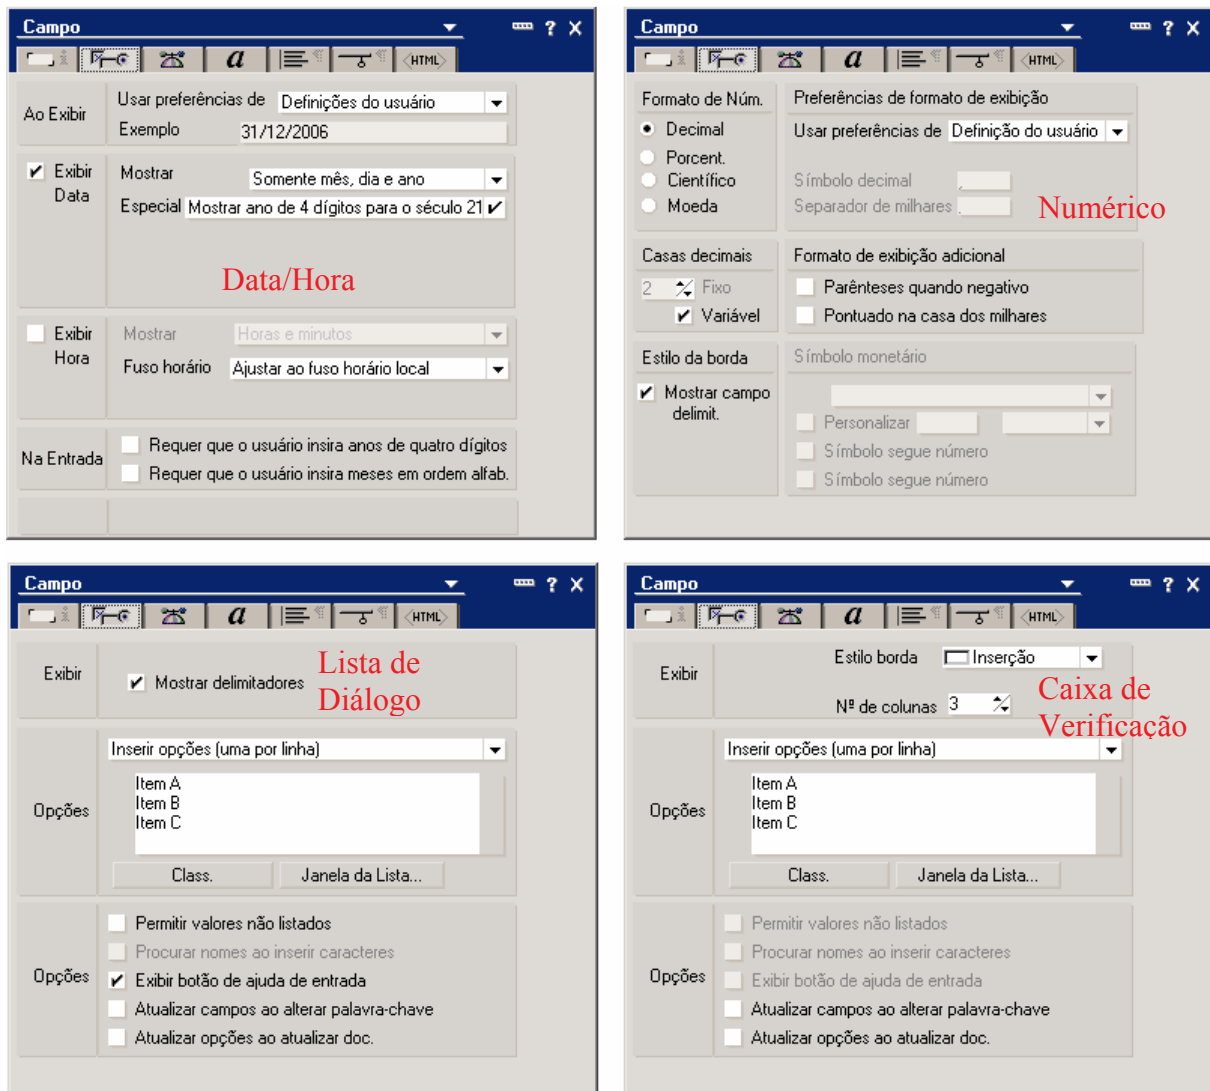 Campo
? X
a
<HTML>
Ao Exibir
Usar preferências de Definições do usuário
Exemplo 31/12/2006
Exibir Data
Mostrar Somente mês, dia e ano
Especial Mostrar ano de 4 dígitos para o século 21
Data/Hora
Exibir Hora
Mostrar Horas e minutos
Fuso horário Ajustar ao fuso horário local
Na Entrada
Requer que o usuário insira anos de quatro dígitos
Requer que o usuário insira meses em ordem alfab.
Campo
? X
a
<HTML>
Formato de Núm.
Decimal
Porcent.
Científico
Moeda
Preferências de formato de exibição
Usar preferências de Definição do usuário
Símbolo decimal ,
Separador de milhares .
Numérico
Casas decimais
2 Fixo
Variável
Formato de exibição adicional
Parênteses quando negativo
Pontuado na casa dos milhares
Estilo da borda
Mostrar campo
delimit.
Símbolo monetário
Personalizar
Símbolo segue número
Símbolo segue número
Campo
? X
a
<HTML>
Exibir
Mostrar delimitadores
Lista de
Diálogo
Opções
Inserir opções (uma por linha)
Item A
Item B
Item C
Class. Janela da Lista...
Opções
Permitir valores não listados
Procurar nomes ao inserir caracteres
Exibir botão de ajuda de entrada
Atualizar campos ao alterar palavra-chave
Atualizar opções ao atualizar doc.
Campo
? X
a
<HTML>
Exibir
Estilo borda Inserção
Nº de colunas 3
Caixa de
Verificação
Opções
Inserir opções (uma por linha)
Item A
Item B
Item C
Class. Janela da Lista...
Opções
Permitir valores não listados
Procurar nomes ao inserir caracteres
Exibir botão de ajuda de entrada
Atualizar campos ao alterar palavra-chave
Atualizar opções ao atualizar doc.